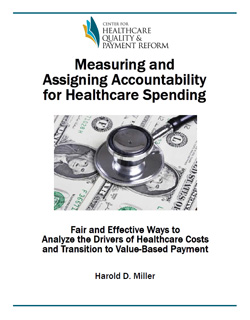 CENTER FOR
HEALTHCARE
QUALITY &
PAYMENT REFORM
Measuring and
Assigning Accountability
for Healthcare Spending
Fair and Effective Ways to
Analyze the Drivers of Healthcare Costs
and Transition to Value-Based Payment
Harold D. Miller